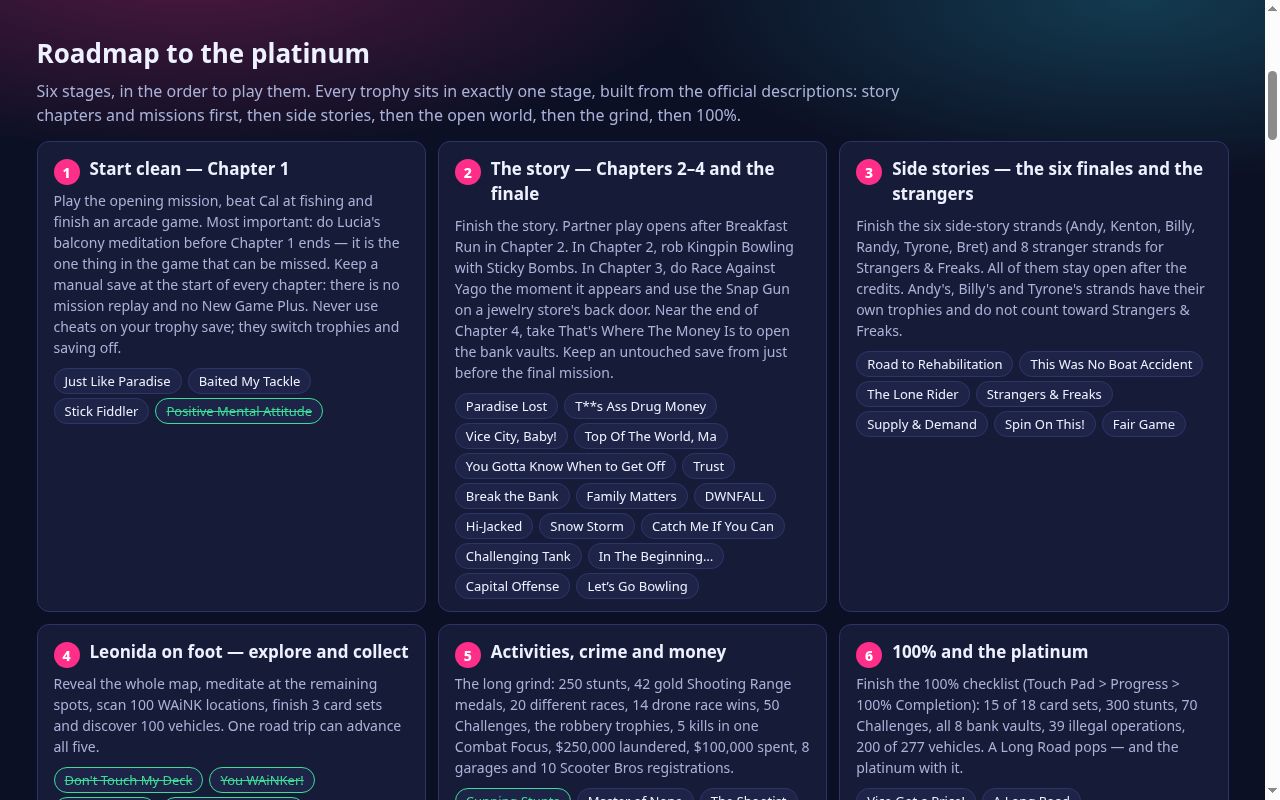 Roadmap to the platinum
Six stages, in the order to play them. Every trophy sits in exactly one stage, built from the official descriptions: story
chapters and missions first, then side stories, then the open world, then the grind, then 100%.
1 Start clean — Chapter 1
Play the opening mission, beat Cal at fishing and
finish an arcade game. Most important: do Lucia's
balcony meditation before Chapter 1 ends — it is the
one thing in the game that can be missed. Keep a
manual save at the start of every chapter: there is no
mission replay and no New Game Plus. Never use
cheats on your trophy save; they switch trophies and
saving off.
Just Like Paradise Baited My Tackle
Stick Fiddler Positive Mental Attitude
2 The story — Chapters 2–4 and the
finale
Finish the story. Partner play opens after Breakfast
Run in Chapter 2. In Chapter 2, rob Kingpin Bowling
with Sticky Bombs. In Chapter 3, do Race Against
Yago the moment it appears and use the Snap Gun
on a jewelry store's back door. Near the end of
Chapter 4, take That's Where The Money Is to open
the bank vaults. Keep an untouched save from just
before the final mission.
Paradise Lost T**s Ass Drug Money
Vice City, Baby! Top Of The World, Ma
You Gotta Know When to Get Off Trust
Break the Bank Family Matters DWNFALL
Hi-Jacked Snow Storm Catch Me If You Can
Challenging Tank In The Beginning...
Capital Offense Let’s Go Bowling
3 Side stories — the six finales and the
strangers
Finish the six side-story strands (Andy, Kenton, Billy,
Randy, Tyrone, Bret) and 8 stranger strands for
Strangers & Freaks. All of them stay open after the
credits. Andy's, Billy's and Tyrone's strands have their
own trophies and do not count toward Strangers &
Freaks.
Road to Rehabilitation This Was No Boat Accident
The Lone Rider Strangers & Freaks
Supply & Demand Spin On This! Fair Game
4 Leonida on foot — explore and collect
Reveal the whole map, meditate at the remaining
spots, scan 100 WAiNK locations, finish 3 card sets
and discover 100 vehicles. One road trip can advance
all five.
Don't Touch My Deck You WAiNKer!
5 Activities, crime and money
The long grind: 250 stunts, 42 gold Shooting Range
medals, 20 different races, 14 drone race wins, 50
Challenges, the robbery trophies, 5 kills in one
Combat Focus, $250,000 laundered, $100,000 spent, 8
garages and 10 Scooter Bros registrations.
6 100% and the platinum
Finish the 100% checklist (Touch Pad > Progress >
100% Completion): 15 of 18 card sets, 300 stunts, 70
Challenges, all 8 bank vaults, 39 illegal operations,
200 of 277 vehicles. A Long Road pops — and the
platinum with it.